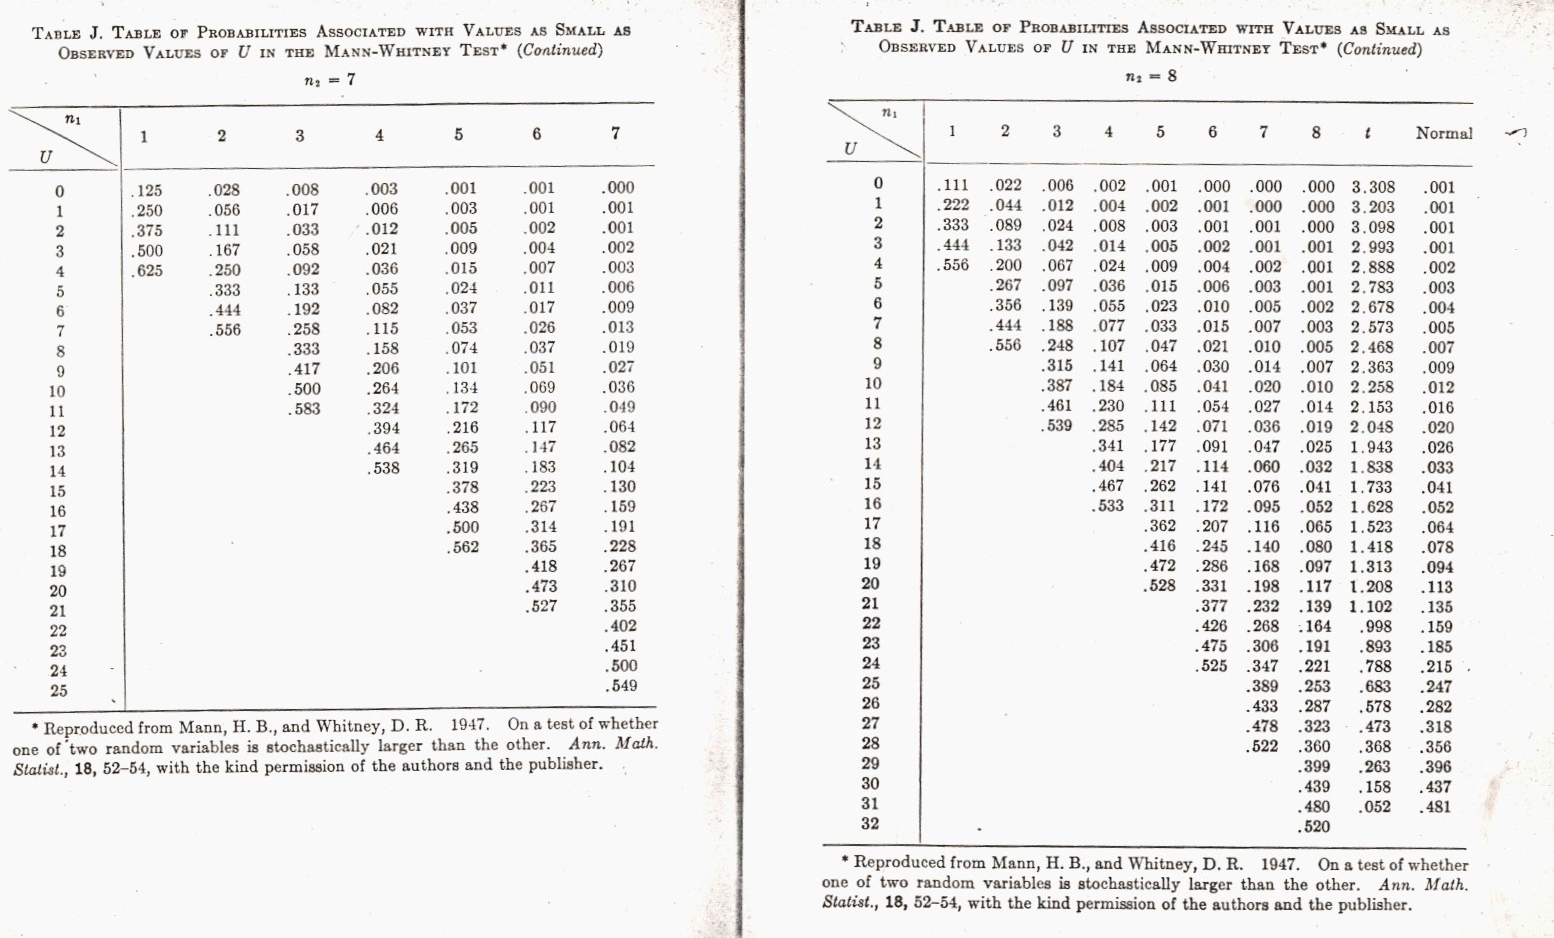 TABLE J. TABLE OF PROBABILITIES ASSOCIATED WITH VALUES AS SMALL AS
OBSERVED VALUES OF U IN THE MANN-WHITNEY TEST* (Continued)
n₂ = 7
n₁
U 1 2 3 4 5 6 7
0 .125 .028 .008 .003 .001 .001 .000
1 .250 .056 .017 .006 .003 .001 .001
2 .375 .111 .033 .012 .005 .002 .001
3 .500 .167 .058 .021 .009 .004 .002
4 .625 .250 .092 .036 .015 .007 .003
5 .333 .133 .055 .024 .011 .006
6 .444 .192 .082 .037 .017 .009
7 .556 .258 .115 .053 .026 .013
8 .333 .158 .074 .037 .019
9 .417 .206 .101 .051 .027
10 .500 .264 .134 .069 .036
11 .583 .324 .172 .090 .049
12 .394 .216 .117 .064
13 .464 .265 .147 .082
14 .538 .319 .183 .104
15 .378 .223 .130
16 .438 .267 .159
17 .500 .314 .191
18 .562 .365 .228
19 .418 .267
20 .473 .310
21 .527 .355
22 .402
23 .451
24 .500
25 .549
* Reproduced from Mann, H. B., and Whitney, D. R. 1947. On a test of whether
one of two random variables is stochastically larger than the other. Ann. Math.
Statist., 18, 52–54, with the kind permission of the authors and the publisher.
TABLE J. TABLE OF PROBABILITIES ASSOCIATED WITH VALUES AS SMALL AS
OBSERVED VALUES OF U IN THE MANN-WHITNEY TEST* (Continued)
n₂ = 8
n₁
U 1 2 3 4 5 6 7 8 t Normal
0 .111 .022 .006 .002 .001 .000 .000 .000 3.308 .001
1 .222 .044 .012 .004 .002 .001 .000 .000 3.203 .001
2 .333 .089 .024 .008 .003 .001 .001 .000 3.098 .001
3 .444 .133 .042 .014 .005 .002 .001 .001 2.993 .001
4 .556 .200 .067 .024 .009 .004 .002 .001 2.888 .002
5 .267 .097 .036 .015 .006 .003 .001 2.783 .003
6 .356 .139 .055 .023 .010 .005 .002 2.678 .004
7 .444 .188 .077 .033 .015 .007 .003 2.573 .005
8 .556 .248 .107 .047 .021 .010 .005 2.468 .007
9 .315 .141 .064 .030 .014 .007 2.363 .009
10 .387 .184 .085 .041 .020 .010 2.258 .012
11 .461 .230 .111 .054 .027 .014 2.153 .016
12 .539 .285 .142 .071 .036 .019 2.048 .020
13 .341 .177 .091 .047 .025 1.943 .026
14 .404 .217 .114 .060 .032 1.838 .033
15 .467 .262 .141 .076 .041 1.733 .041
16 .533 .311 .172 .095 .052 1.628 .052
17 .362 .207 .116 .065 1.523 .064
18 .416 .245 .140 .080 1.418 .078
19 .472 .286 .168 .097 1.313 .094
20 .528 .331 .198 .117 1.208 .113
21 .377 .232 .139 1.102 .135
22 .426 .268 .164 .998 .159
23 .475 .306 .191 .893 .185
24 .525 .347 .221 .788 .215
25 .389 .253 .683 .247
26 .433 .287 .578 .282
27 .478 .323 .473 .318
28 .522 .360 .368 .356
29 .399 .263 .396
30 .439 .158 .437
31 .480 .052 .481
32 .520
* Reproduced from Mann, H. B., and Whitney, D. R. 1947. On a test of whether
one of two random variables is stochastically larger than the other. Ann. Math.
Statist., 18, 52–54, with the kind permission of the authors and the publisher.